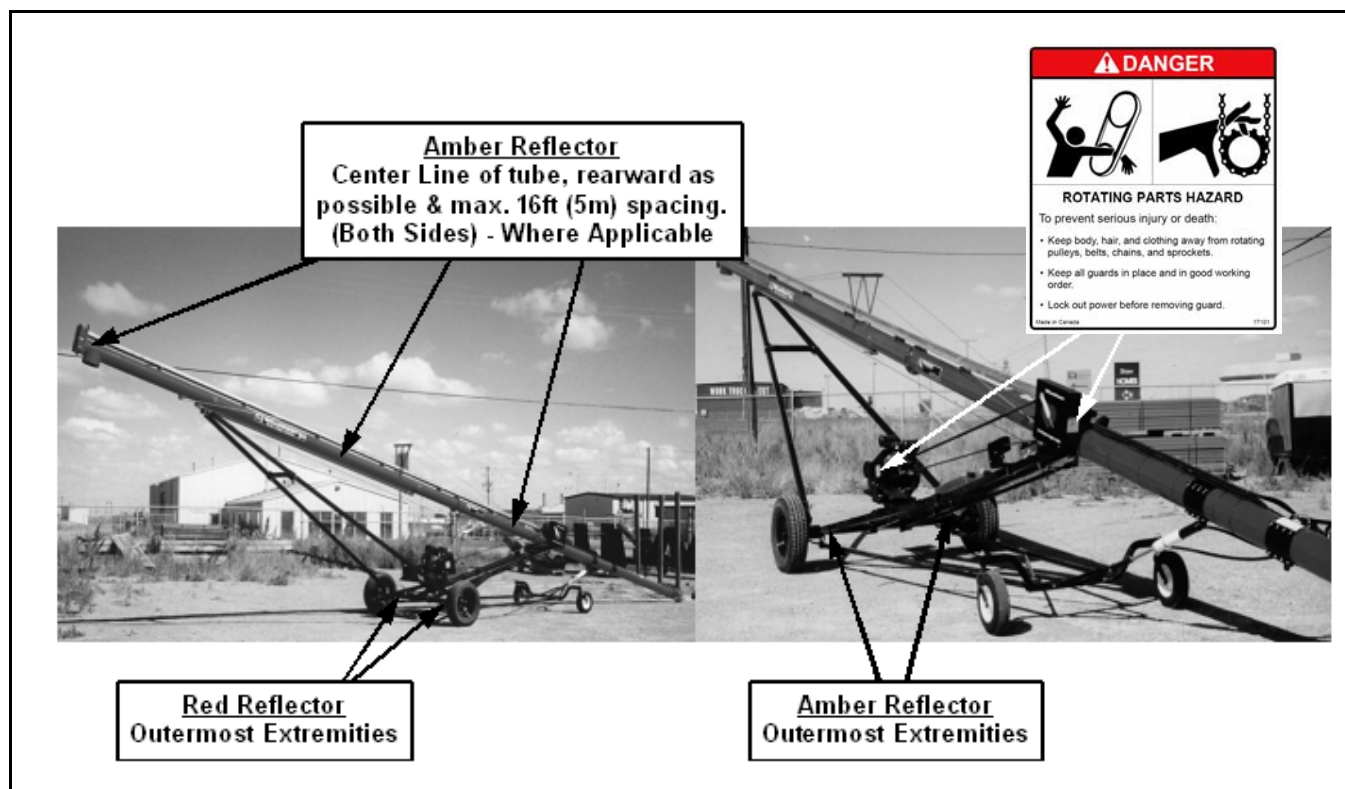 DANGER
ROTATING PARTS HAZARD
To prevent serious injury or death:
• Keep body, hair, and clothing away from rotating
pulleys, belts, chains, and sprockets.
• Keep all guards in place and in good working
order.
• Lock out power before removing guard.
Made in Canada
17101
Amber Reflector
Center Line of tube, rearward as
possible & max. 16ft (5m) spacing.
(Both Sides) - Where Applicable
HOMES
Red Reflector
Outermost Extremities
Amber Reflector
Outermost Extremities